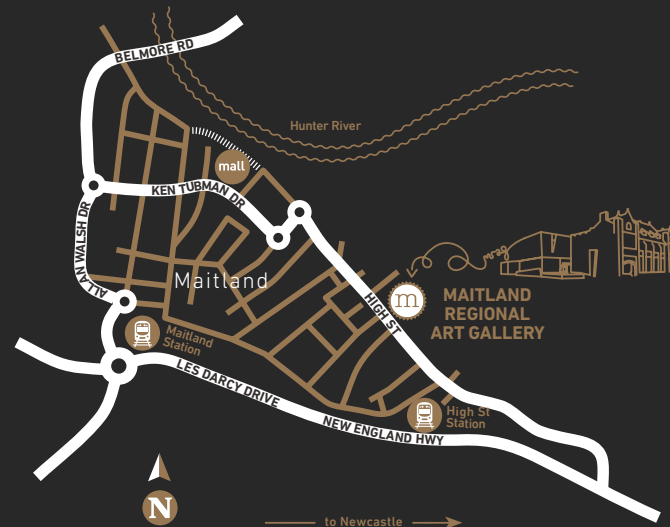 BELMORE RD
Hunter River
mall
KEN TUBMAN DR
ALLAN WALSH DR
Maitland
HIGH ST
m
MAITLAND
REGIONAL
ART GALLERY
Maitland
Station
LES DARCY DRIVE
High St
Station
NEW ENGLAND HWY
N
to Newcastle